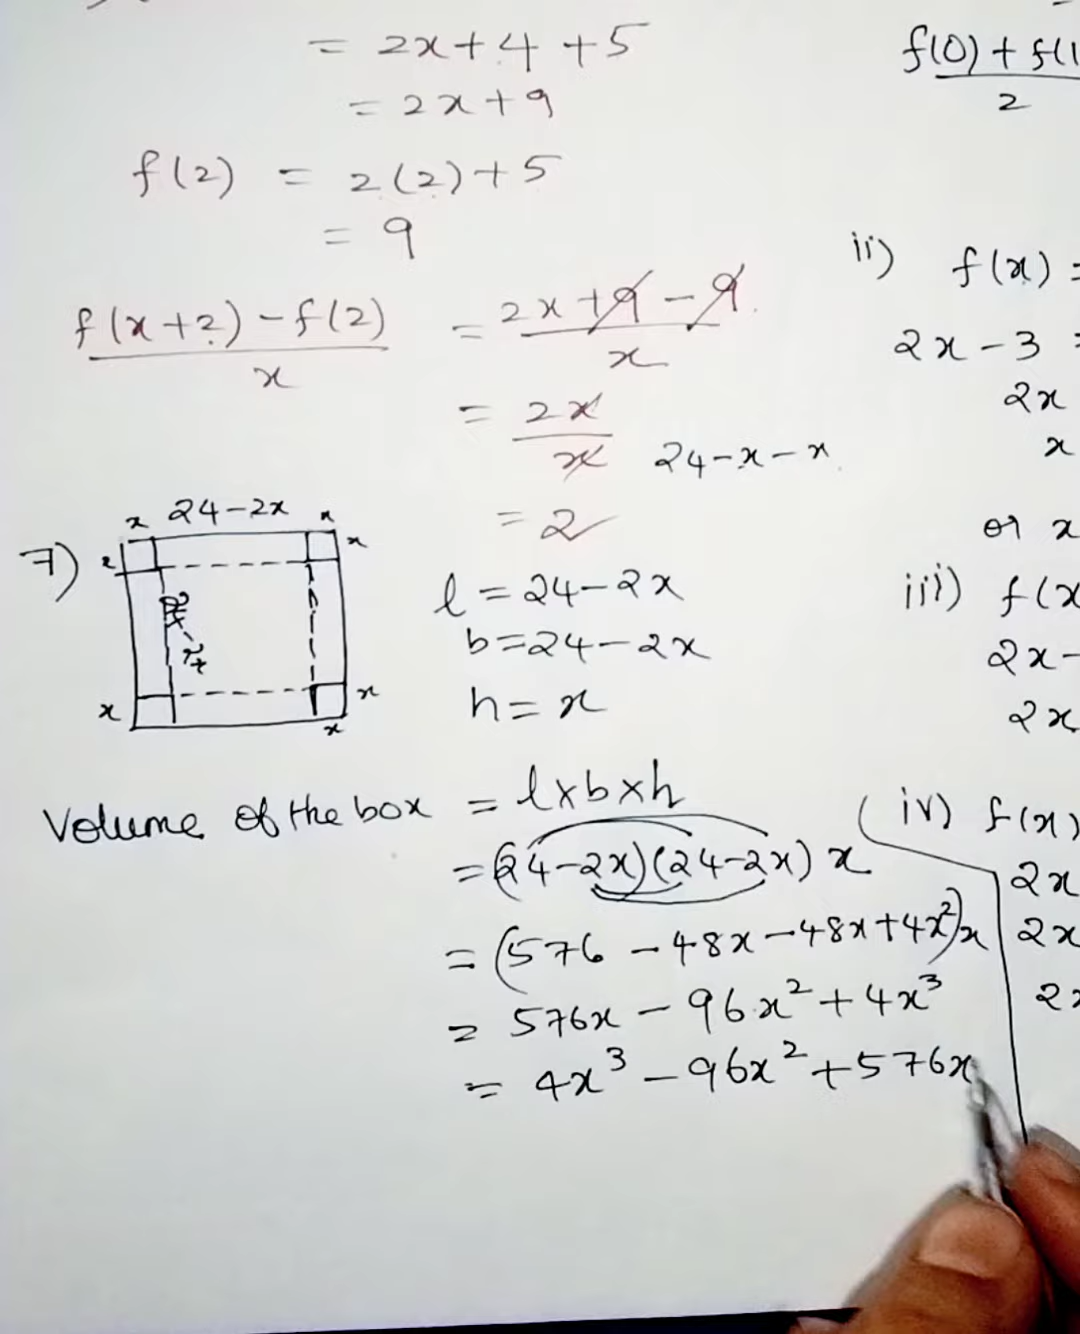 = 2x + 4 + 5
= 2x + 9
f(2) = 2(2) + 5
= 9
f(x+2) - f(2) / x = 2x + 9 - 9 / x
= 2x / x
24 - x - x
= 2
7)
x 24-2x x
x x
x x
x
l = 24 - 2x
b = 24 - 2x
h = x
Volume of the box = l x b x h
= (24 - 2x)(24 - 2x) x
= (576 - 48x - 48x + 4x²)x
= 576x - 96x² + 4x³
= 4x³ - 96x² + 576x
f(0) + f(1 / 2
ii) f(x) =
2x - 3 =
2x
x
or x
iii) f(x
2x -
2x
iv) f(x)
2x
2x
2x